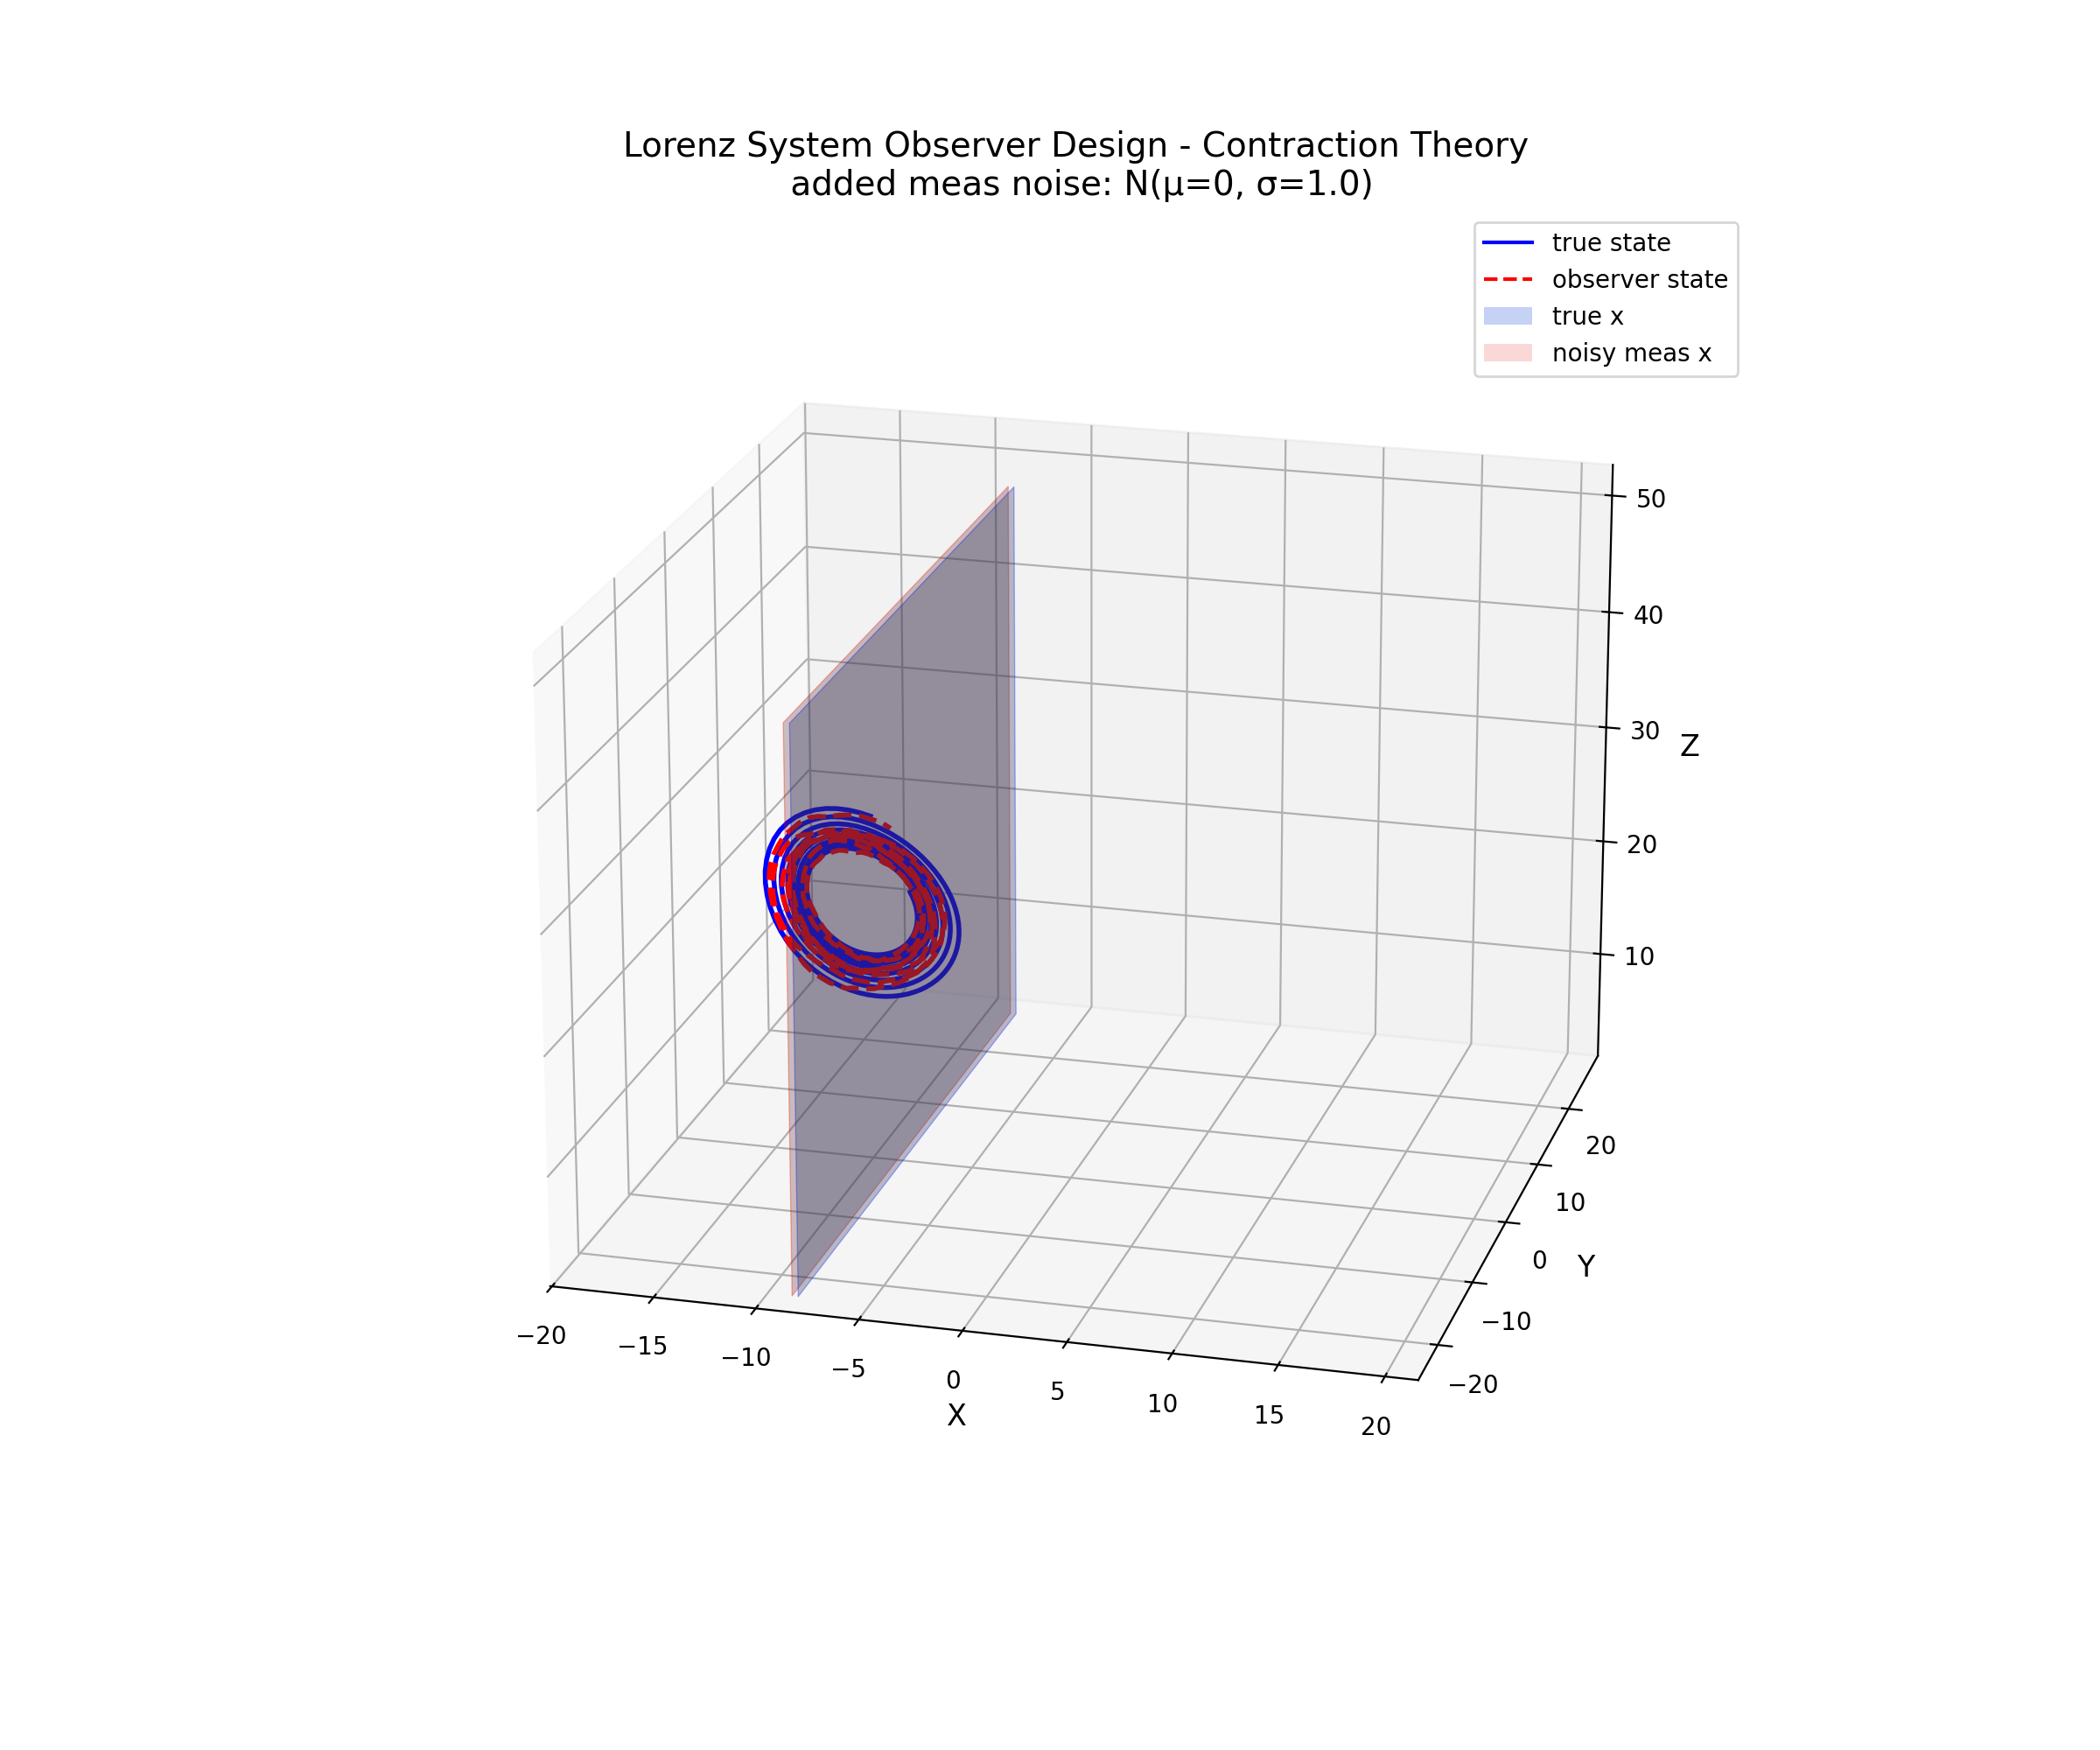 Lorenz System Observer Design - Contraction Theory
added meas noise: N(μ=0, σ=1.0)
true state
observer state
true x
noisy meas x
50
40
30
Z
20
10
20
10
0
Y
−10
−20
−20
−15
−10
−5
0
5
10
15
20
X